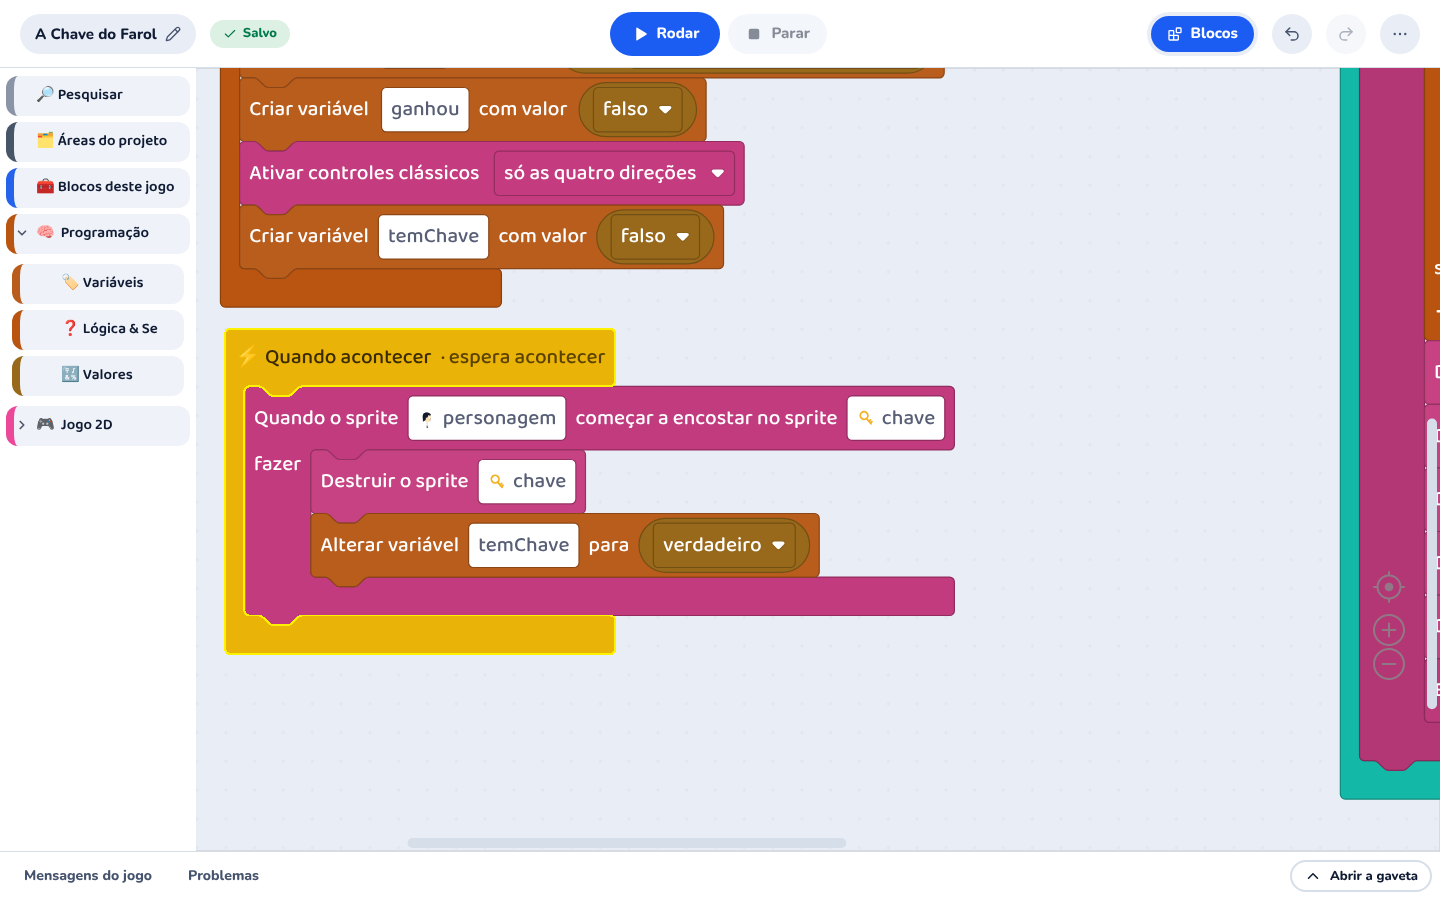 A Chave do Farol
Salvo
Rodar
Parar
Blocos
Pesquisar
Áreas do projeto
Blocos deste jogo
Programação
Variáveis
Lógica & Se
Valores
Jogo 2D
Criar variável ganhou com valor falso
Ativar controles clássicos só as quatro direções
Criar variável temChave com valor falso
Quando acontecer · espera acontecer
Quando o sprite personagem começar a encostar no sprite chave
fazer
Destruir o sprite chave
Alterar variável temChave para verdadeiro
Mensagens do jogo
Problemas
Abrir a gaveta